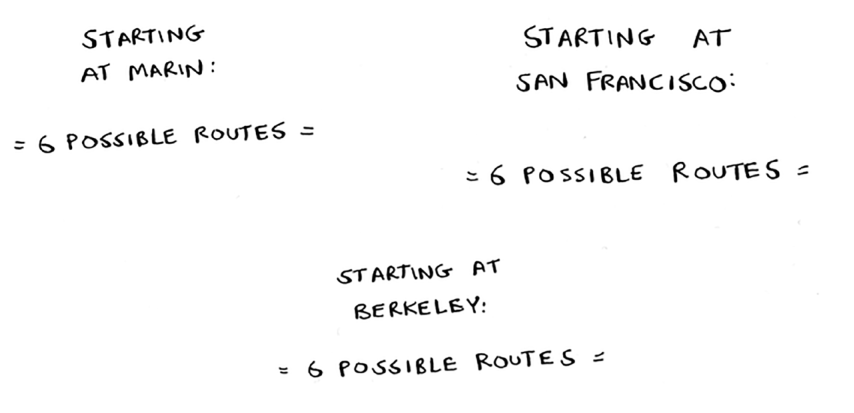 STARTING
AT MARIN:
= 6 POSSIBLE ROUTES =
STARTING AT
SAN FRANCISCO:
= 6 POSSIBLE ROUTES =
STARTING AT
BERKELEY:
= 6 POSSIBLE ROUTES =